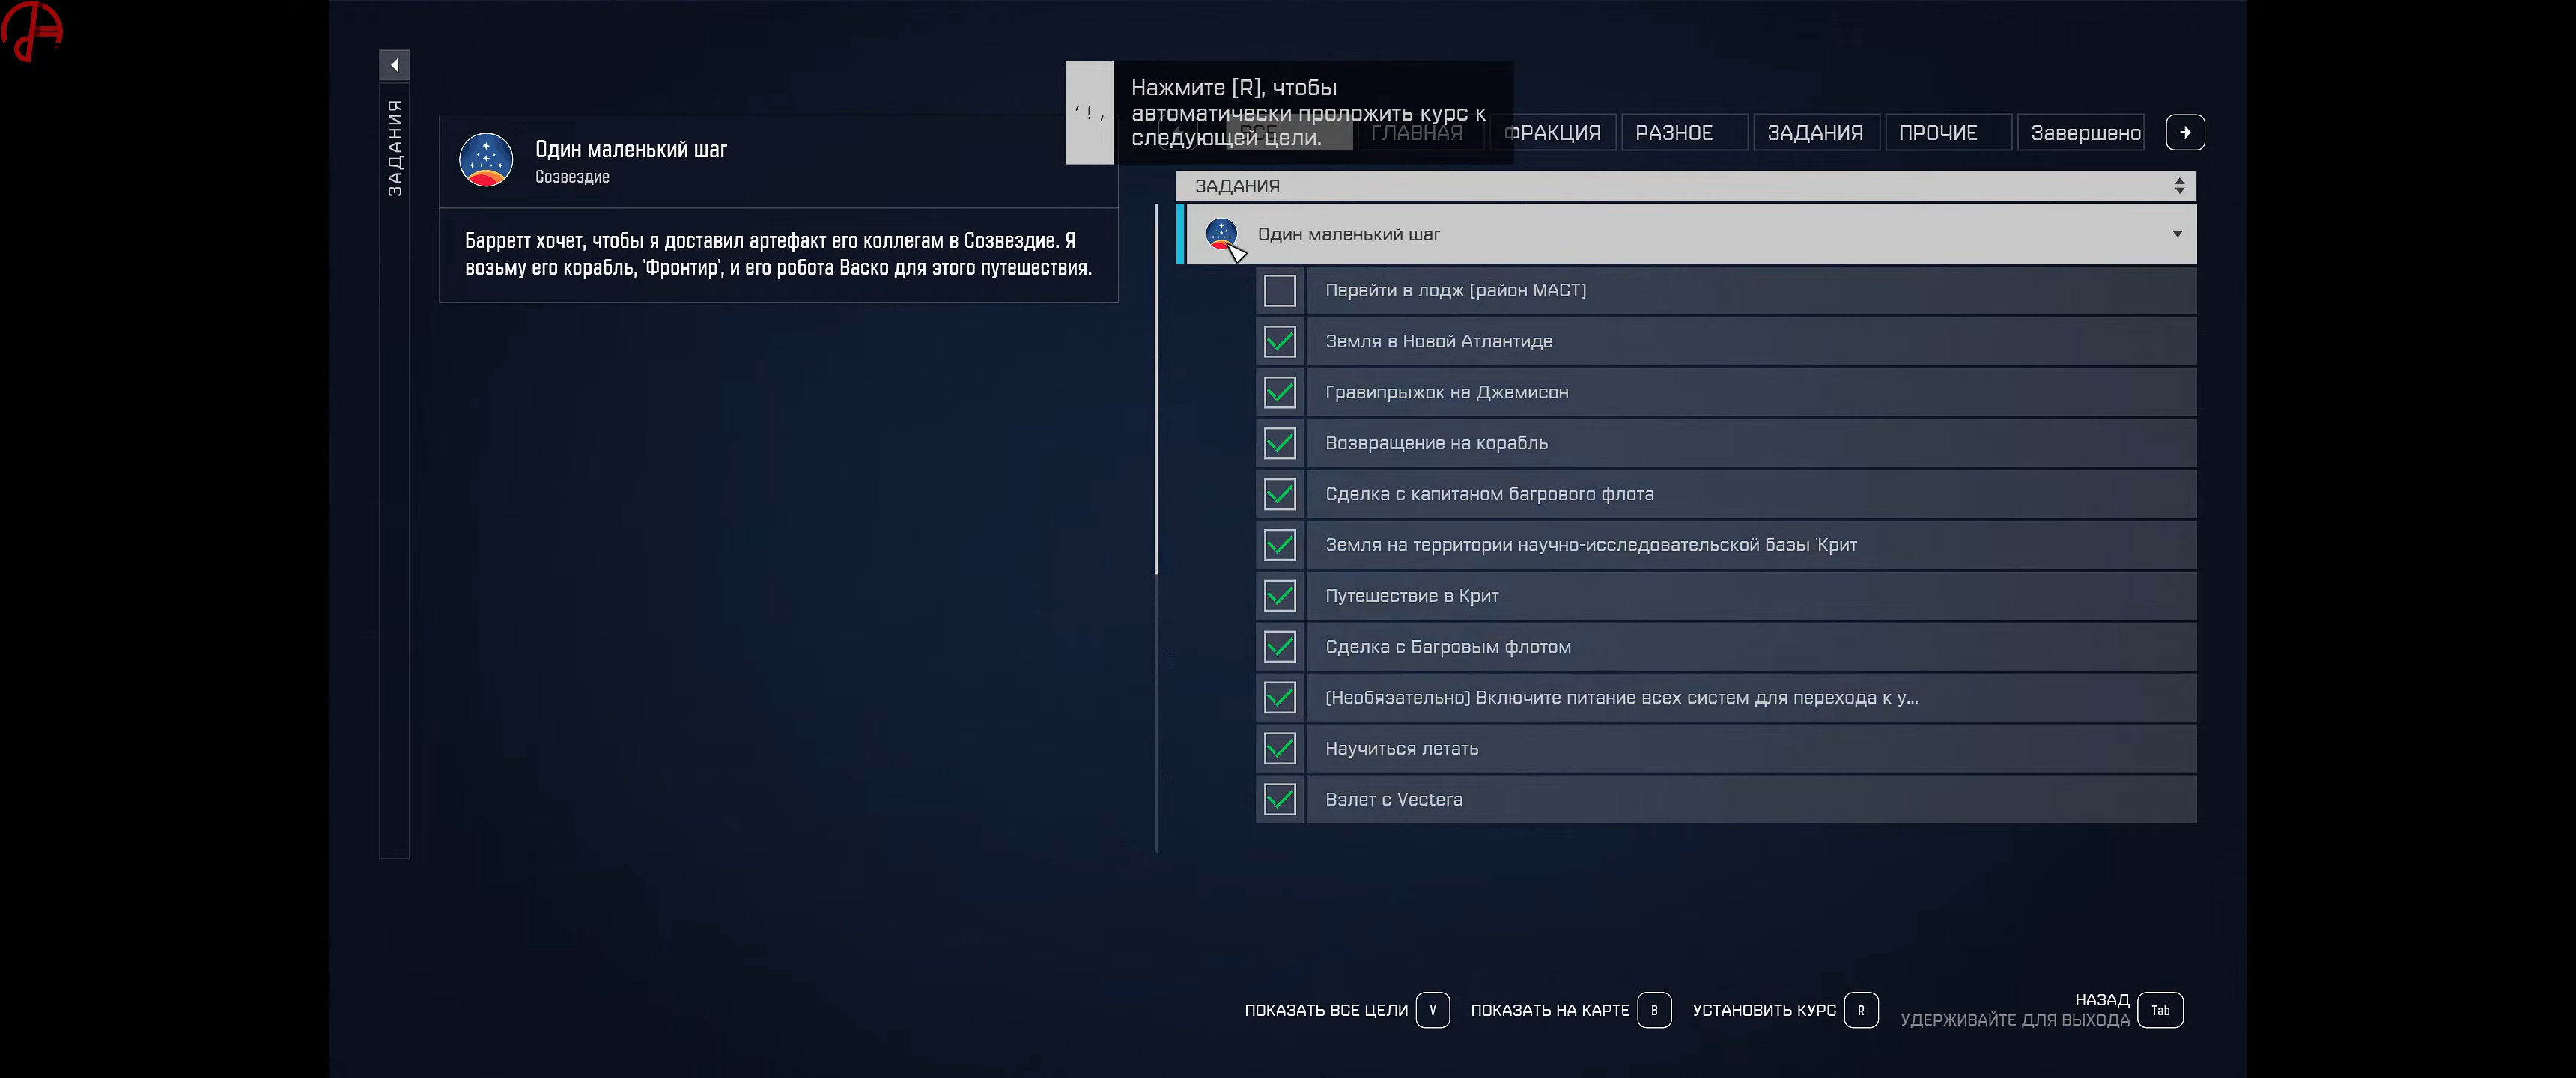 Нажмите [R], чтобы
автоматически проложить курс к
следующей цели.
ЗАДАНИЯ
Один маленький шаг
Созвездие
Барретт хочет, чтобы я доставил артефакт его коллегам в Созвездие. Я
возьму его корабль, 'Фронтир', и его робота Васко для этого путешествия.
ВСЕ
ГЛАВНАЯ
ФРАКЦИЯ
РАЗНОЕ
ЗАДАНИЯ
ПРОЧИЕ
Завершено
ЗАДАНИЯ
Один маленький шаг
Перейти в лодж (район МАСТ)
Земля в Новой Атлантиде
Гравипрыжок на Джемисон
Возвращение на корабль
Сделка с капитаном багрового флота
Земля на территории научно-исследовательской базы 'Крит
Путешествие в Крит
Сделка с Багровым флотом
(Необязательно) Включите питание всех систем для перехода к у...
Научиться летать
Взлет с Vectera
ПОКАЗАТЬ ВСЕ ЦЕЛИ V
ПОКАЗАТЬ НА КАРТЕ B
УСТАНОВИТЬ КУРС R
НАЗАД
УДЕРЖИВАЙТЕ ДЛЯ ВЫХОДА
Tab